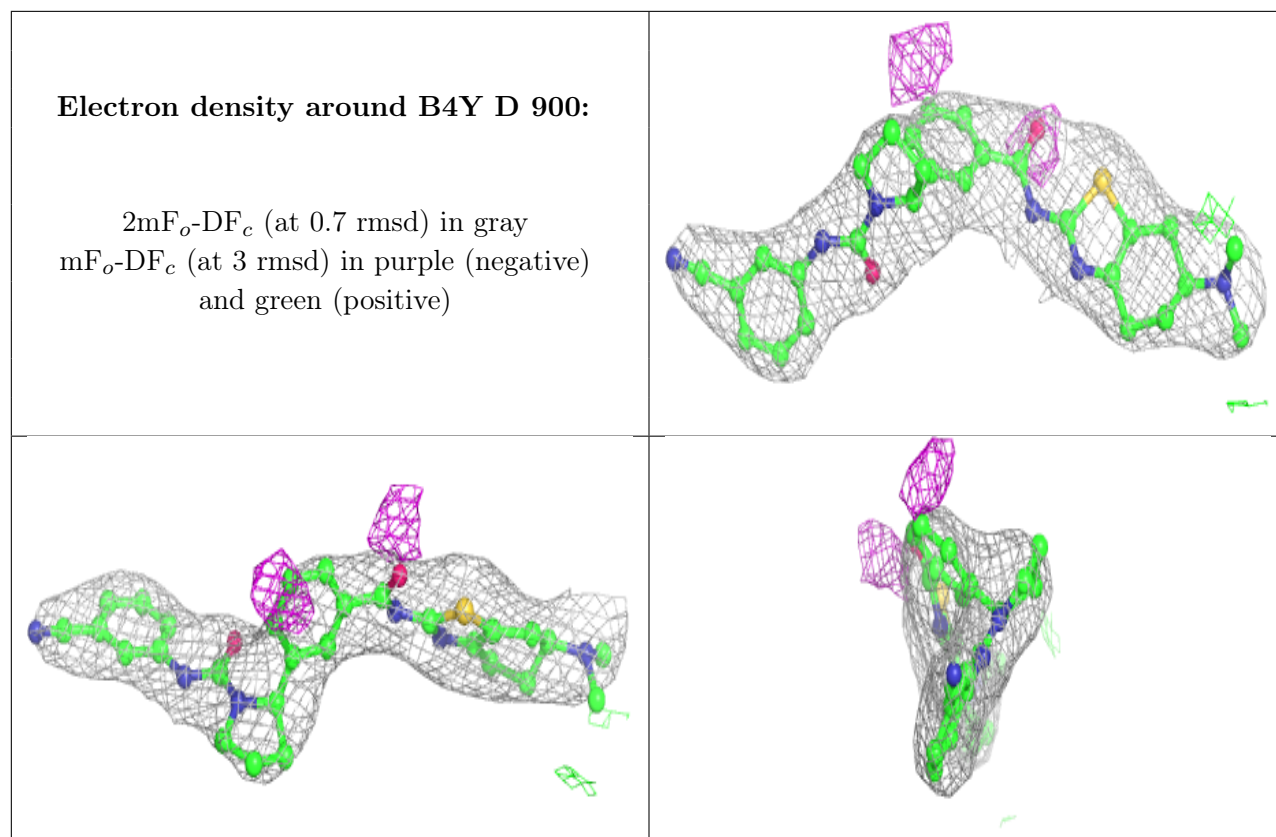 Electron density around B4Y D 900:
2mFₒ-DF𝒸 (at 0.7 rmsd) in gray
mFₒ-DF𝒸 (at 3 rmsd) in purple (negative)
and green (positive)